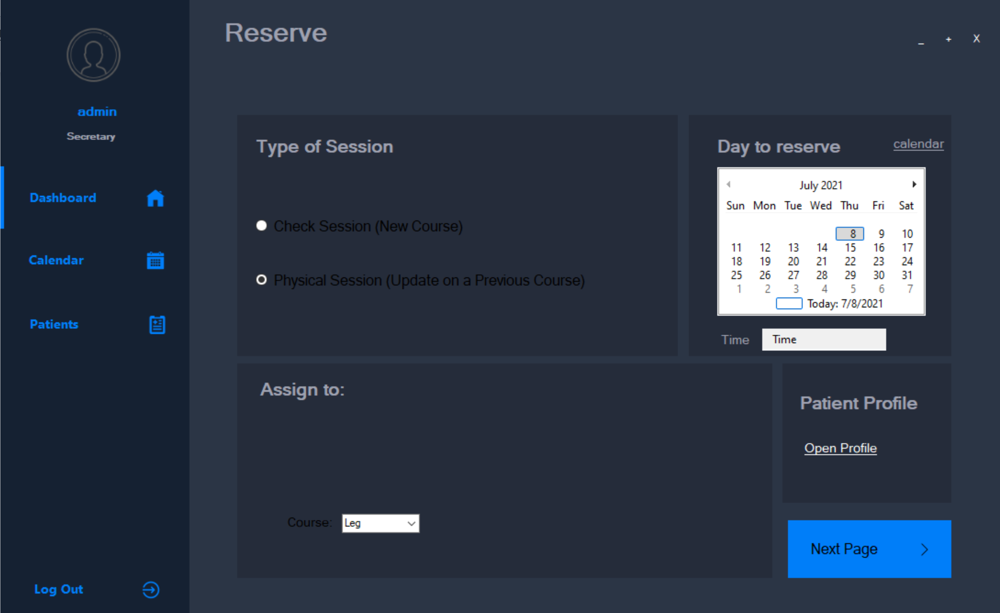 Reserve
_ + X
admin
Secretary
Dashboard
Calendar
Patients
Log Out
Type of Session
Check Session (New Course)
Physical Session (Update on a Previous Course)
Day to reserve
calendar
July 2021
Sun Mon Tue Wed Thu Fri Sat
8 9 10
11 12 13 14 15 16 17
18 19 20 21 22 23 24
25 26 27 28 29 30 31
1 2 3 4 5 6 7
Today: 7/8/2021
Time Time
Assign to:
Course: Leg
Patient Profile
Open Profile
Next Page